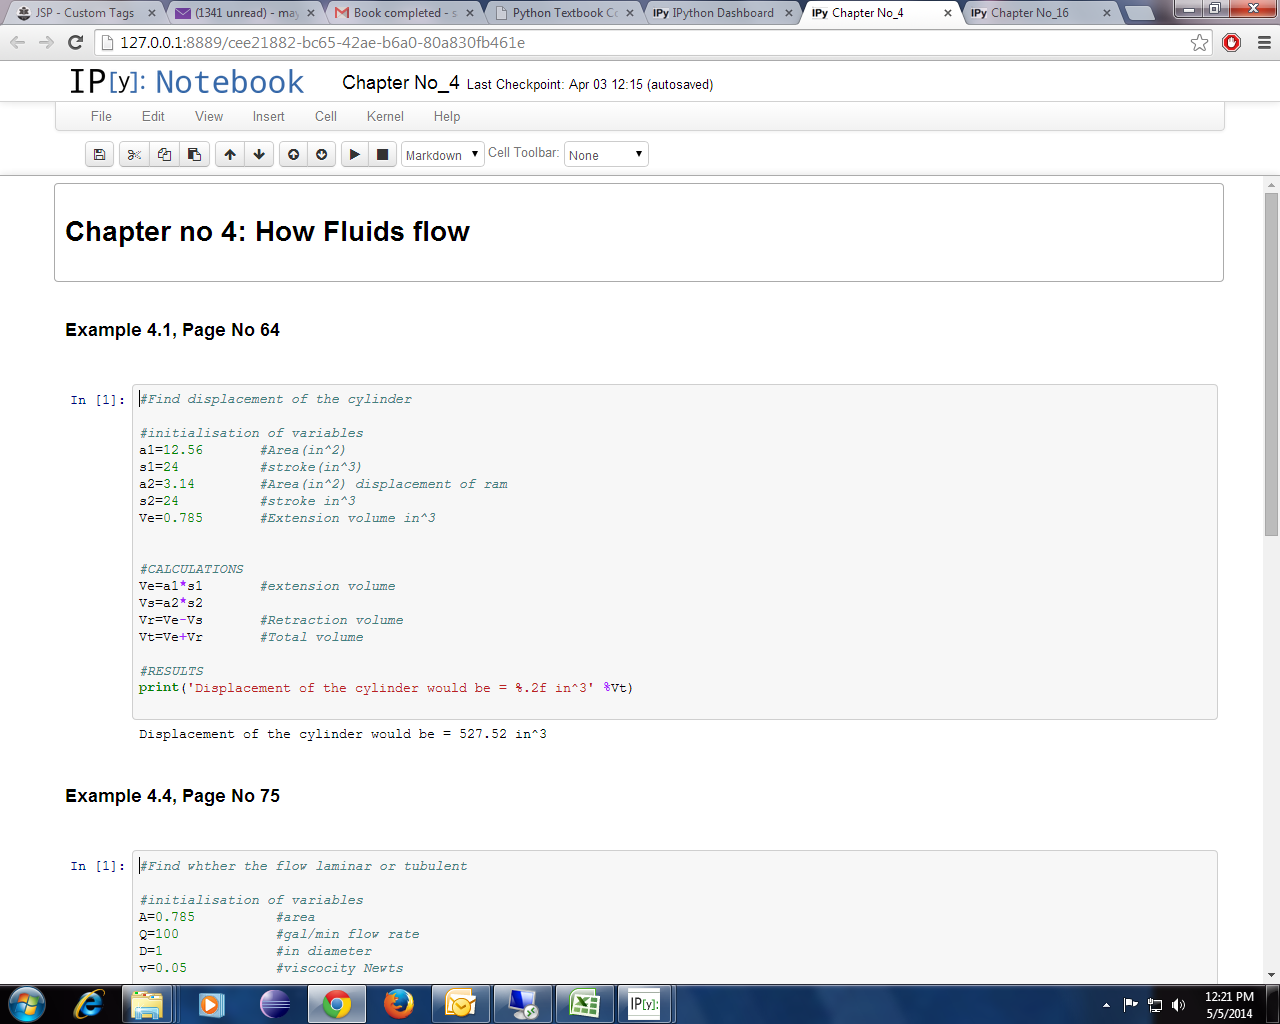 JSP - Custom Tags
(1341 unread) - ma
Book completed - s
Python Textbook Co
IPy IPython Dashboard
IPy Chapter No_4
IPy Chapter No_16
127.0.0.1:8889/cee21882-bc65-42ae-b6a0-80a830fb461e
IP[y]: Notebook
Chapter No_4 Last Checkpoint: Apr 03 12:15 (autosaved)
File Edit View Insert Cell Kernel Help
Markdown Cell Toolbar: None
Chapter no 4: How Fluids flow
Example 4.1, Page No 64
In [1]: #Find displacement of the cylinder
#initialisation of variables
a1=12.56 #Area(in^2)
s1=24 #stroke(in^3)
a2=3.14 #Area(in^2) displacement of ram
s2=24 #stroke in^3
Ve=0.785 #Extension volume in^3
#CALCULATIONS
Ve=a1*s1 #extension volume
Vs=a2*s2
Vr=Ve-Vs #Retraction volume
Vt=Ve+Vr #Total volume
#RESULTS
print('Displacement of the cylinder would be = %.2f in^3' %Vt)
Displacement of the cylinder would be = 527.52 in^3
Example 4.4, Page No 75
In [1]: #Find whther the flow laminar or tubulent
#initialisation of variables
A=0.785 #area
Q=100 #gal/min flow rate
D=1 #in diameter
v=0.05 #viscocity Newts
IP[y]:
12:21 PM
5/5/2014